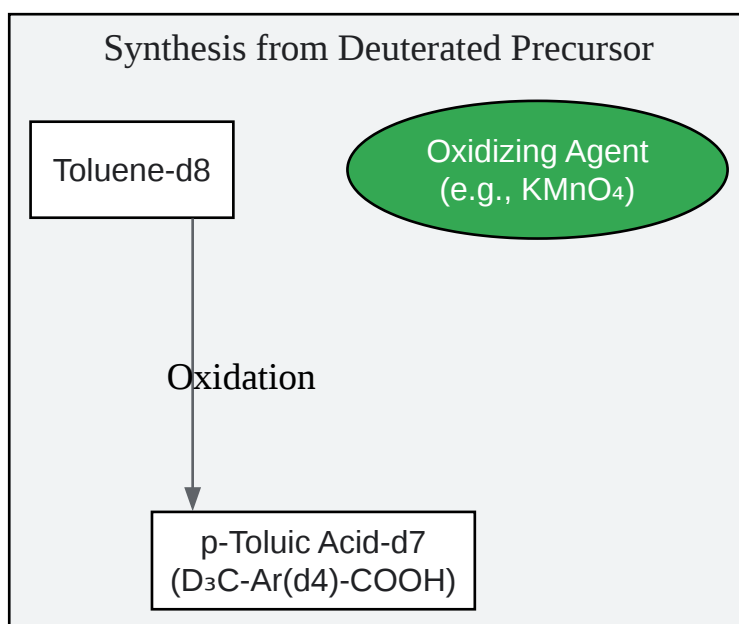 Synthesis from Deuterated Precursor
Toluene-d8
Oxidizing Agent
(e.g., KMnO₄)
Oxidation
p-Toluic Acid-d7
(D₃C-Ar(d4)-COOH)